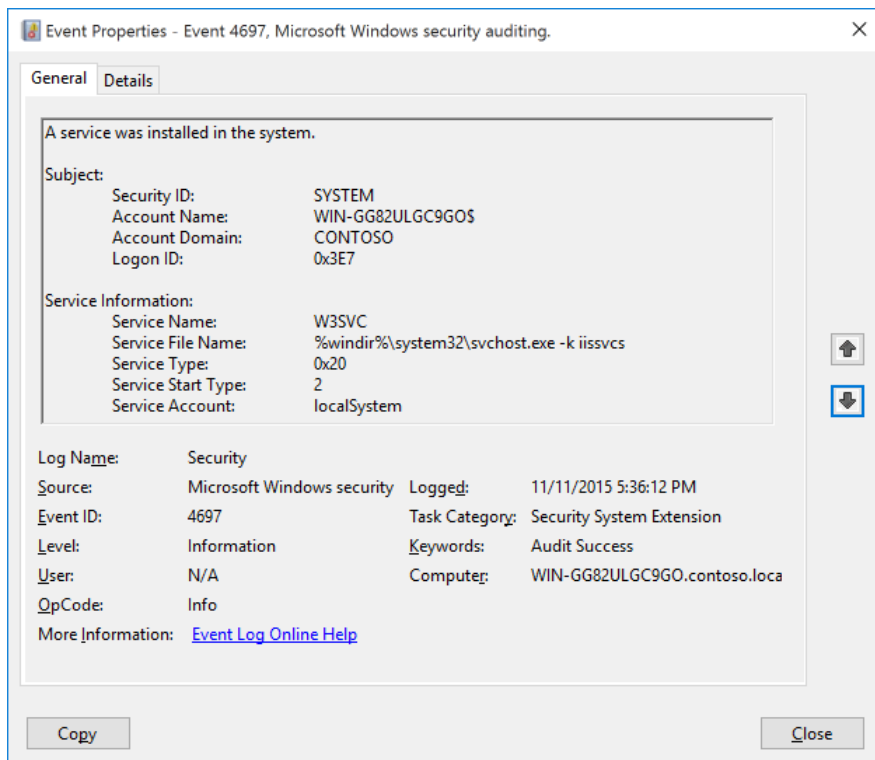 Event Properties - Event 4697, Microsoft Windows security auditing.
General Details
A service was installed in the system.
Subject:
Security ID: SYSTEM
Account Name: WIN-GG82ULGC9GO$
Account Domain: CONTOSO
Logon ID: 0x3E7
Service Information:
Service Name: W3SVC
Service File Name: %windir%\system32\svchost.exe -k iissvcs
Service Type: 0x20
Service Start Type: 2
Service Account: localSystem
Log Name: Security
Source: Microsoft Windows security Logged: 11/11/2015 5:36:12 PM
Event ID: 4697 Task Category: Security System Extension
Level: Information Keywords: Audit Success
User: N/A Computer: WIN-GG82ULGC9GO.contoso.loca
OpCode: Info
More Information: Event Log Online Help
Copy Close